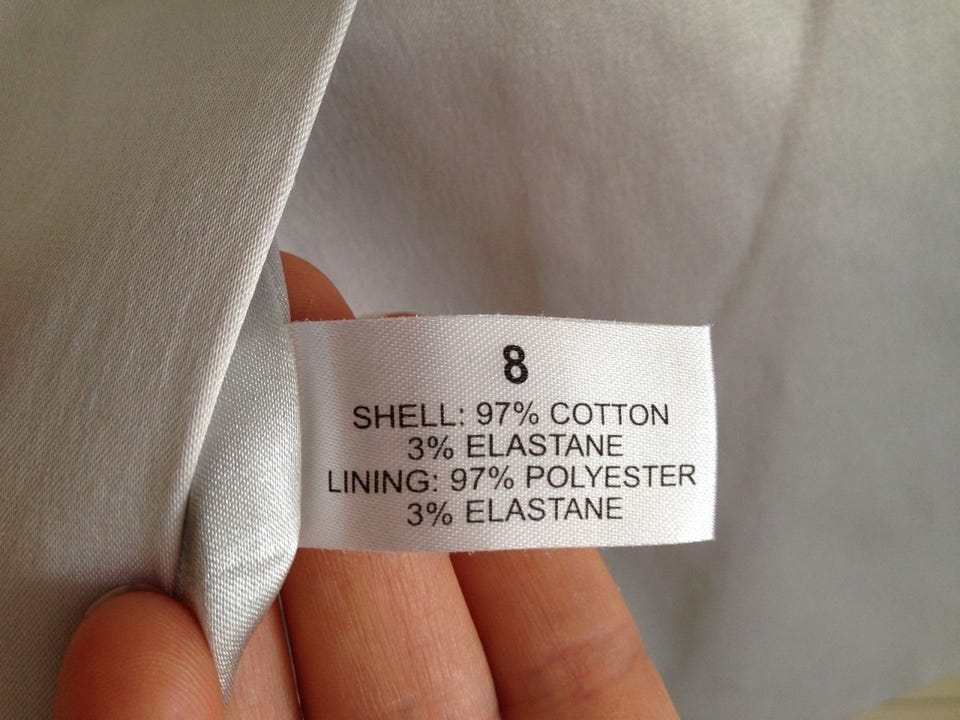 8
SHELL: 97% COTTON
3% ELASTANE
LINING: 97% POLYESTER
3% ELASTANE